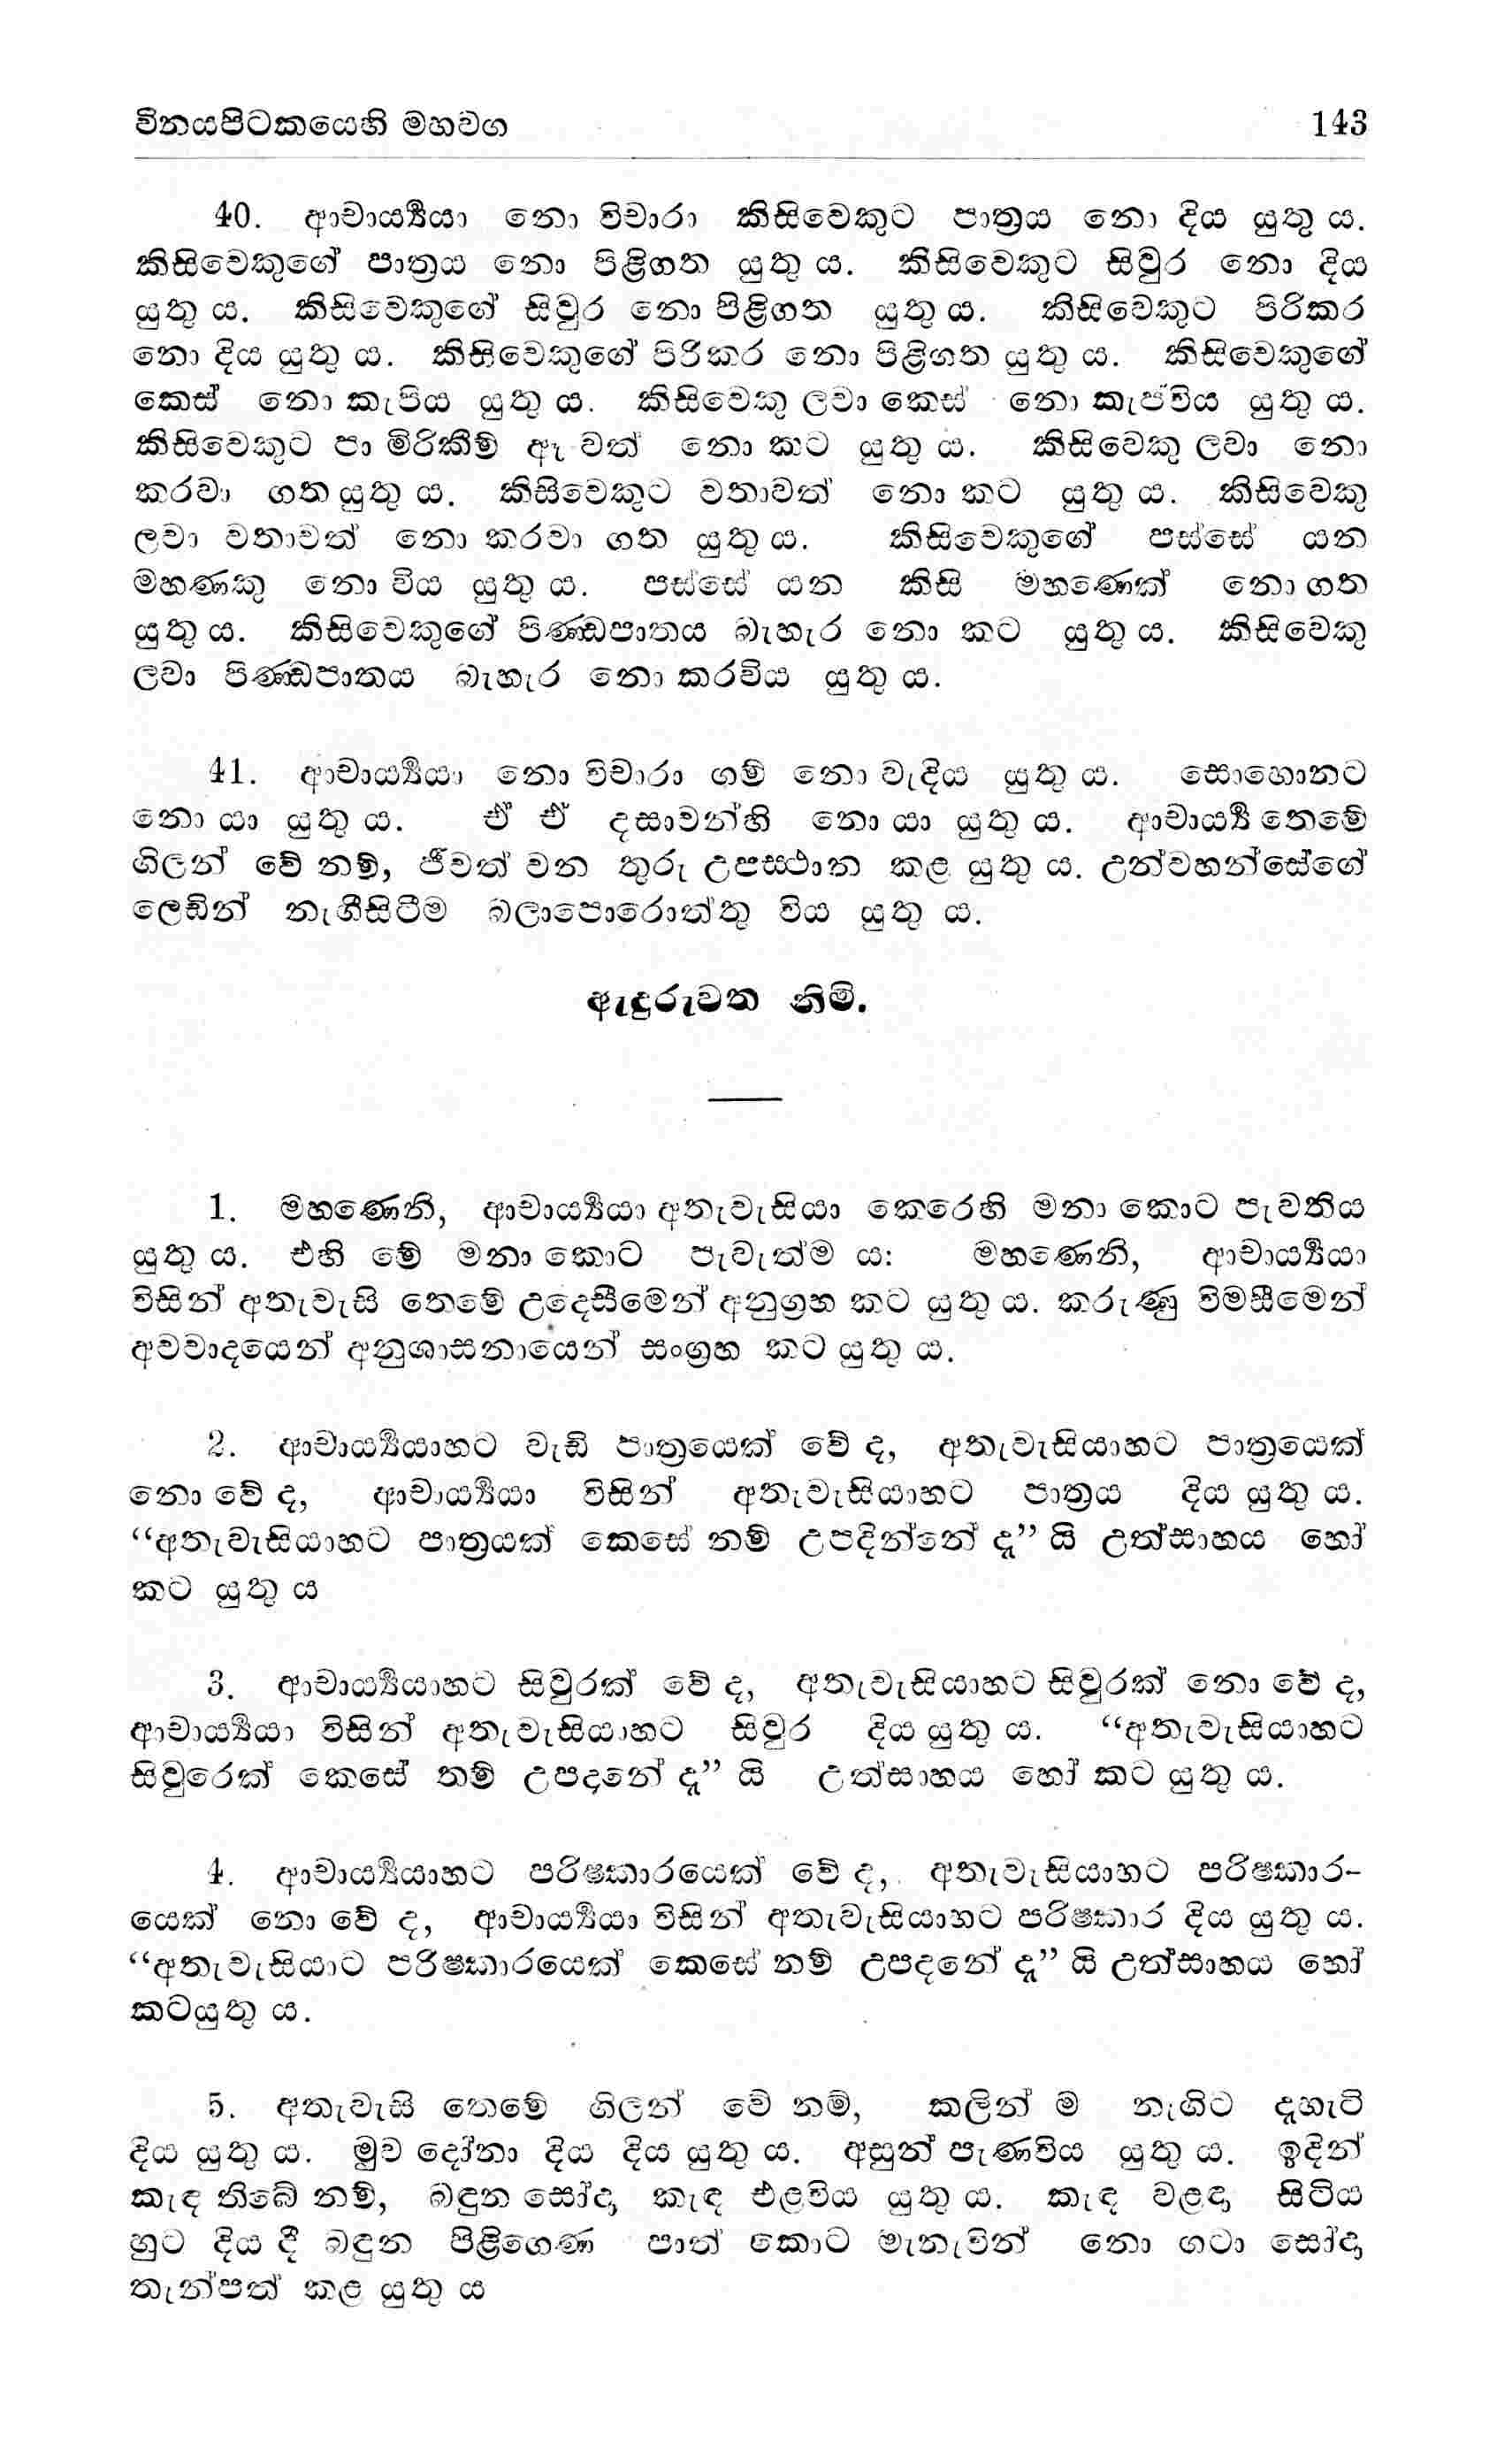 විනයපිටකයෙහි මහවග 143
40. ආචාර්‍ය්‍යයා නො විචාරා කිසිවෙකුට පාත්‍රය නො දිය යුතු ය.
කිසිවෙකුගේ පාත්‍රය නො පිළිගත යුතු ය. කිසිවෙකුට සිවුර නො දිය
යුතු ය. කිසිවෙකුගේ සිවුර නො පිළිගත යුතු ය. කිසිවෙකුට පිරිකර
නො දිය යුතු ය. කිසිවෙකුගේ පිරිකර නො පිළිගත යුතු ය. කිසිවෙකුගේ
කෙස් නො කැපිය යුතු ය. කිසිවෙකු ලවා කෙස් නො කැප්විය යුතු ය.
කිසිවෙකුට පා මිරිකීම් ඈ වත් නො කට යුතු ය. කිසිවෙකු ලවා නො
කරවා ගත යුතු ය. කිසිවෙකුට වතාවත් නො කට යුතු ය. කිසිවෙකු
ලවා වතාවත් නො කරවා ගත යුතු ය. කිසිවෙකුගේ පස්සේ යන
මහණකු නො විය යුතු ය. පස්සේ යන කිසි මහණෙක් නො ගත
යුතු ය. කිසිවෙකුගේ පිණ්ඩපාතය බැහැර නො කට යුතු ය. කිසිවෙකු
ලවා පිණ්ඩපාතය බැහැර නො කරවිය යුතු ය.
41. ආචාර්‍ය්‍යයා නො විචාරා ගම් නො වැදිය යුතු ය. සොහොනට
නො යා යුතු ය. ඒ ඒ දසාවන්හි නො යා යුතු ය. ආචාර්‍ය්‍ය තෙමේ
ගිලන් වේ නම්, ජීවත් වන තුරු උපස්ථාන කළ යුතු ය. උන්වහන්සේගේ
ලෙඩින් නැගීසිටීම බලාපොරොත්තු විය යුතු ය.
ඇඳුරුවත නිමි.
1. මහණෙනි, ආචාර්‍ය්‍යයා අතැවැසියා කෙරෙහි මනා කොට පැවතිය
යුතු ය. එහි මේ මනා කොට පැවැත්ම ය: මහණෙනි, ආචාර්‍ය්‍යයා
විසින් අතැවැසි තෙමේ උදෙසීමෙන් අනුග්‍රහ කට යුතු ය. කරුණු විමසීමෙන්
අවවාදයෙන් අනුශාසනායෙන් සංග්‍රහ කට යුතු ය.
2. ආචාර්‍ය්‍යයාහට වැඩි පාත්‍රයෙක් වේ ද, අතැවැසියාහට පාත්‍රයෙක්
නො වේ ද, ආචාර්‍ය්‍යයා විසින් අතැවැසියාහට පාත්‍රය දිය යුතු ය.
“අතැවැසියාහට පාත්‍රයක් කෙසේ නම් උපදින්නේ දැ” යි උත්සාහය හෝ
කට යුතු ය
3. ආචාර්‍ය්‍යයාහට සිවුරක් වේ ද, අතැවැසියාහට සිවුරක් නො වේ ද,
ආචාර්‍ය්‍යයා විසින් අතැවැසියාහට සිවුර දිය යුතු ය. “අතැවැසියාහට
සිවුරෙක් කෙසේ නම් උපදානේ දැ” යි උත්සාහය හෝ කට යුතු ය.
4. ආචාර්‍ය්‍යයාහට පරිෂ්කාරයෙක් වේ ද, අතැවැසියාහට පරිෂ්කාර-
යෙක් නො වේ ද, ආචාර්‍ය්‍යයා විසින් අතැවැසියාහට පරිෂ්කාර දිය යුතු ය.
“අතැවැසියාට පරිෂ්කාරයෙක් කෙසේ නම් උපදනේ දැ” යි උත්සාහය හෝ
කටයුතු ය.
5. අතැවැසි තෙමේ ගිලන් වේ නම්, කලින් ම නැගිට දැහැටි
දිය යුතු ය. මුව දෝනා දිය දිය යුතු ය. අසුන් පැණවිය යුතු ය. ඉදින්
කැඳ තිබේ නම්, බඳුන සෝදා කැඳ එළවිය යුතු ය. කැඳ වළඳා සිටිය
හුට දිය දී බඳුන පිළිගෙණ පාත් කොට මැනැවින් නො ගටා සෝදා
තැන්පත් කළ යුතු ය